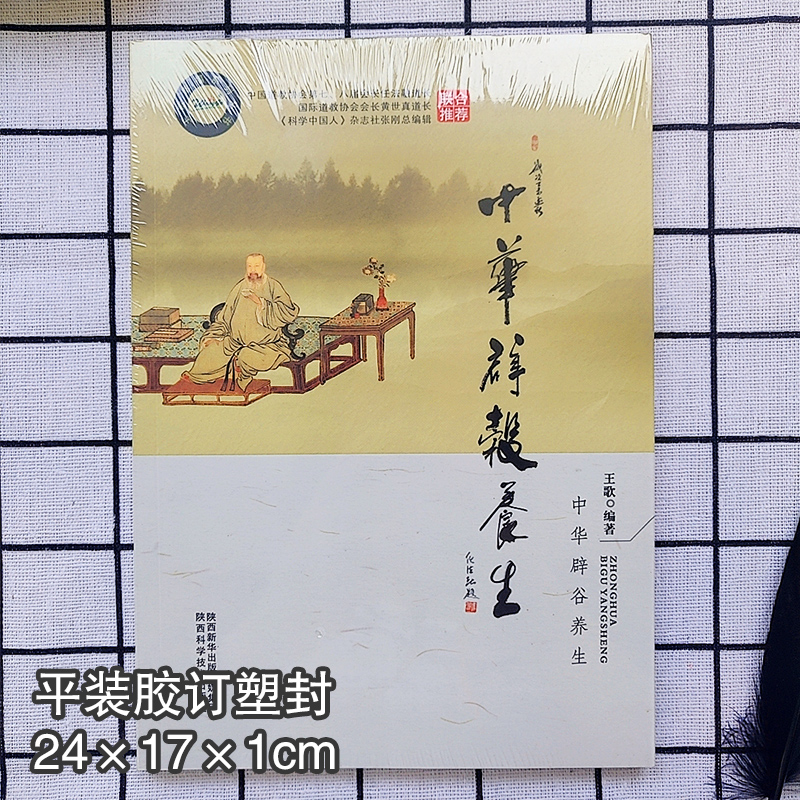 国际道教协会会长黄世真道长
《科学中国人》杂志社张刚总编辑
联合
推荐
中華辟穀養生
王歌○编著
中华辟谷养生
ZHONGHUA
BIGU YANGSHENG
陕西新华出版
陕西科学技
平装胶订塑封
24×17×1cm